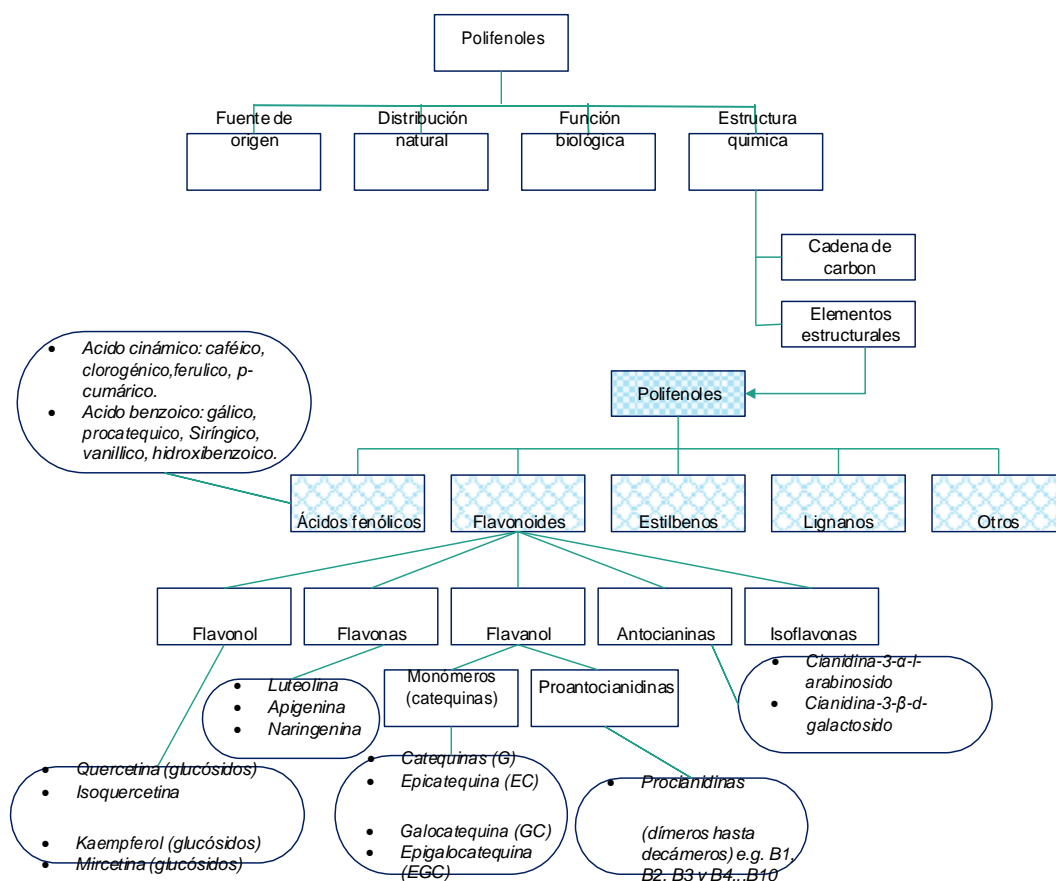 Polifenoles
Fuente de
origen
Distribución
natural
Función
biológica
Estructura
química
Cadena de
carbon
Elementos
estructurales
• Acido cinámico: caféico,
clorogénico,ferulico, p-
cumárico.
• Acido benzoico: gálico,
procatequico, Siríngico,
vanillico, hidroxibenzoico.
Polifenoles
Ácidos fenólicos
Flavonoides
Estilbenos
Lignanos
Otros
Flavonol
Flavonas
Flavanol
Antocianinas
Isoflavonas
• Luteolina
• Apigenina
• Naringenina
Monómeros
(catequinas)
Proantocianidinas
• Cianidina-3-α-l-
arabinosido
• Cianidina-3-β-d-
galactosido
• Quercetina (glucósidos)
• Isoquercetina
• Kaempferol (glucósidos)
• Mircetina (glucósidos)
• Catequinas (G)
• Epicatequina (EC)
• Galocatequina (GC)
• Epigalocatequina
(EGC)
• Procianidinas
(dímeros hasta
decámeros) e.g. B1,
B2, B3 y B4...B10